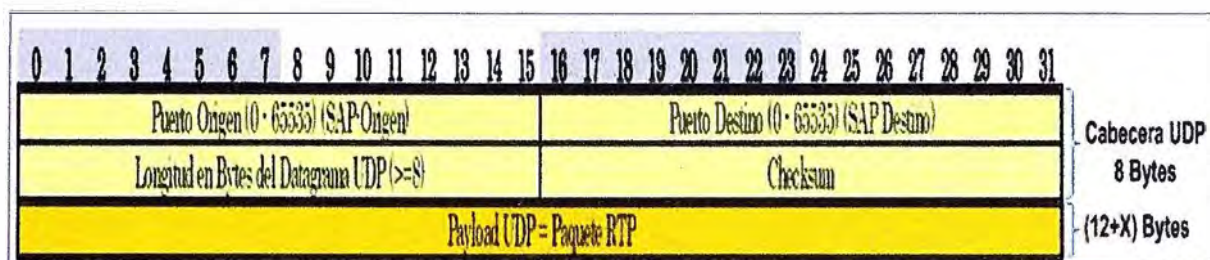 0 1 2 3 4 5 6 7 8 9 10 11 12 13 14 15 16 17 18 19 20 21 22 23 24 25 26 27 28 29 30 31
Puerto Origen (0 - 65535) (SAP-Origen) Puerto Destino (0 - 65535) (SAP Destino)
Longitud en Bytes del Datagrama UDP (>=8) Checksum
Cabecera UDP
8 Bytes
Payload UDP = Paquete RTP (12+X) Bytes